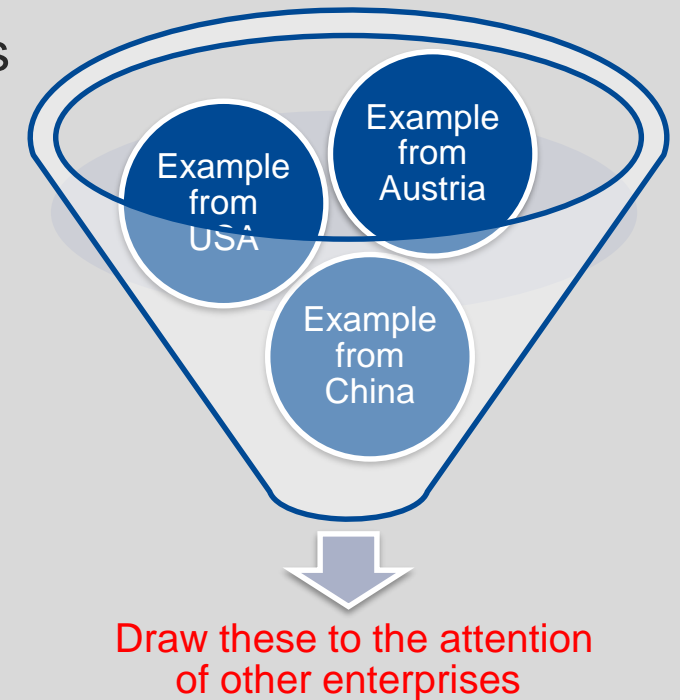 s
Example
from
USA
Example
from
Austria
Example
from
China
Draw these to the attention
of other enterprises